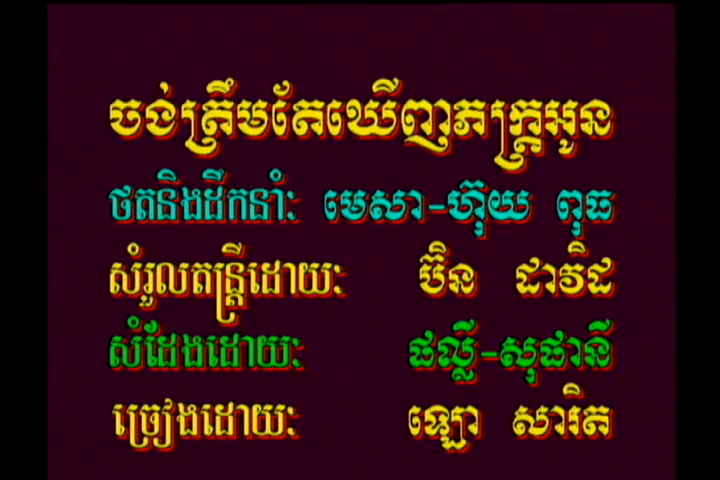 ចង់ត្រឹមតែឃើញភក្ត្រអូន
ថតនិងដឹកនាំៈ មេសា-ហ៊ុយ ពុធ
សំរួលតន្ត្រីដោយៈ ប៊ិន ដាវិដ
សំដែងដោយៈ ផល្លី-សុផានី
ច្រៀងដោយៈ ឡោ សារិត